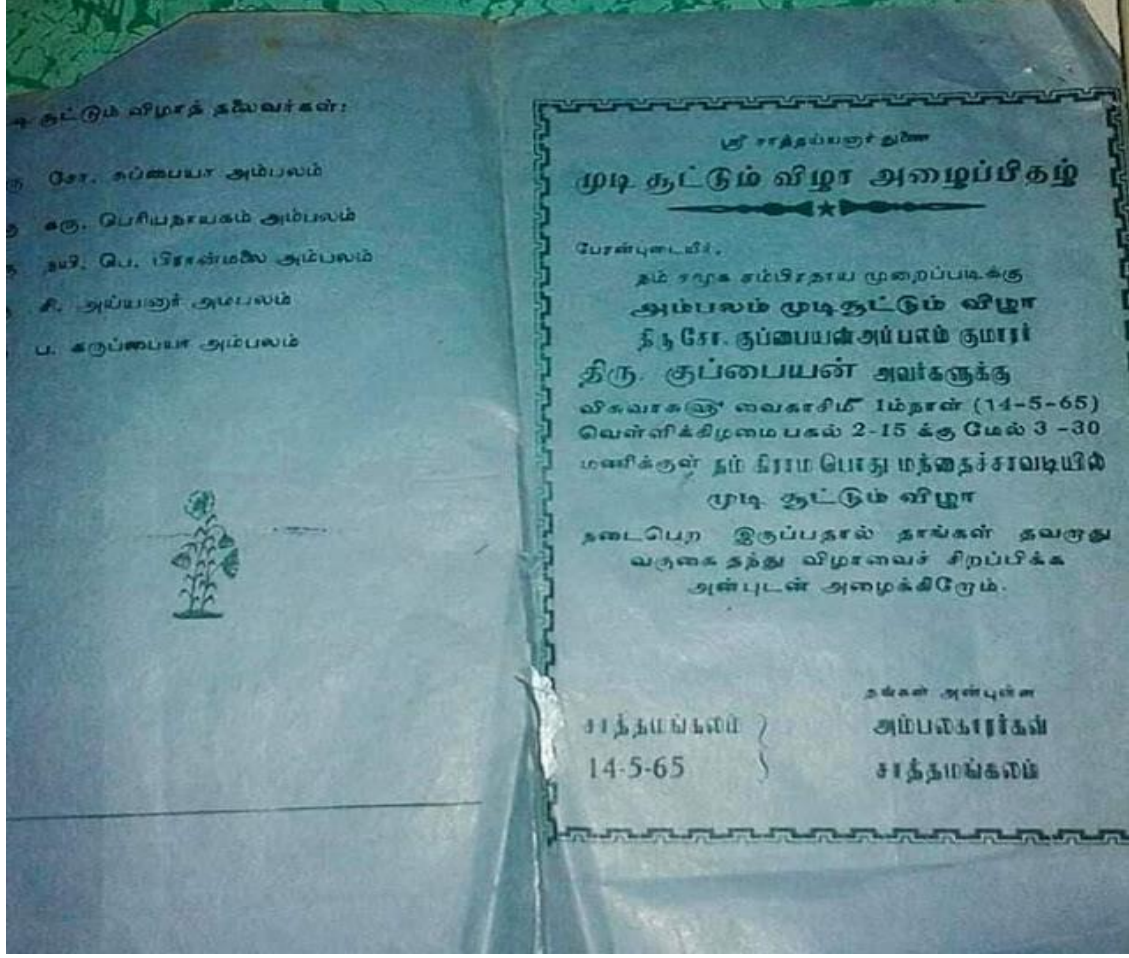 சூட்டும் விழாத் தலைவர்கள்:
சோ. சுப்பையா அம்பலம்
கரு. பெரியநாயகம் அம்பலம்
நயி. பெ. பிரான்மலை அம்பலம்
சி. அய்யனார் அம்பலம்
ப. கருப்பையா அம்பலம்
ஸ்ரீ சாத்தய்யனார் துணை
முடி சூட்டும் விழா அழைப்பிதழ்
பேரன்புடையீர்,
நம் சமூக சம்பிரதாய முறைப்படிக்கு
அம்பலம் முடிசூட்டும் விழா
திரு சோ. குப்பையன் அம்பலம் குமாரர்
திரு. குப்பையன் அவர்களுக்கு
விசுவாசு௵ வைகாசிமீ 1ம்நாள் (14-5-65)
வெள்ளிக்கிழமை பகல் 2-15 க்கு மேல் 3-30
மணிக்குள் நம் கிராம பொது மந்தைச்சாவடியில்
முடி சூட்டும் விழா
நடைபெற இருப்பதால் தாங்கள் தவறாது
வருகை தந்து விழாவைச் சிறப்பிக்க
அன்புடன் அழைக்கிறோம்.
தங்கள் அன்புள்ள
சாத்தமங்கலம் } அம்பலகாரர்கள்
14-5-65 சாத்தமங்கலம்